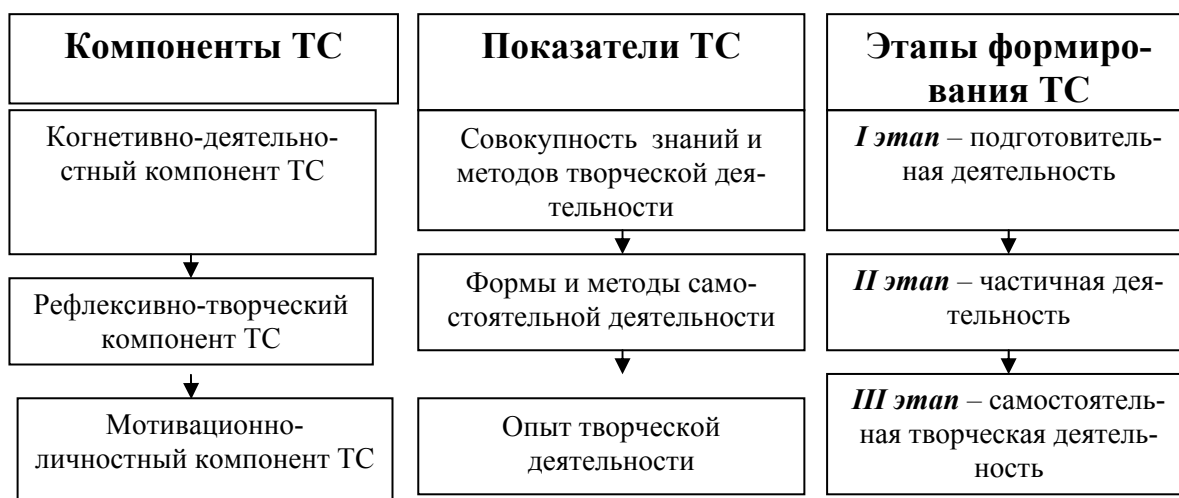 Компоненты ТС
Когнетивно-деятельно-
стный компонент ТС
Рефлексивно-творческий
компонент ТС
Мотивационно-
личностный компонент ТС
Показатели ТС
Совокупность знаний и
методов творческой дея-
тельности
Формы и методы само-
стоятельной деятельности
Опыт творческой
деятельности
Этапы формиро-
вания ТС
I этап – подготовитель-
ная деятельность
II этап – частичная дея-
тельность
III этап – самостоятель-
ная творческая деятель-
ность